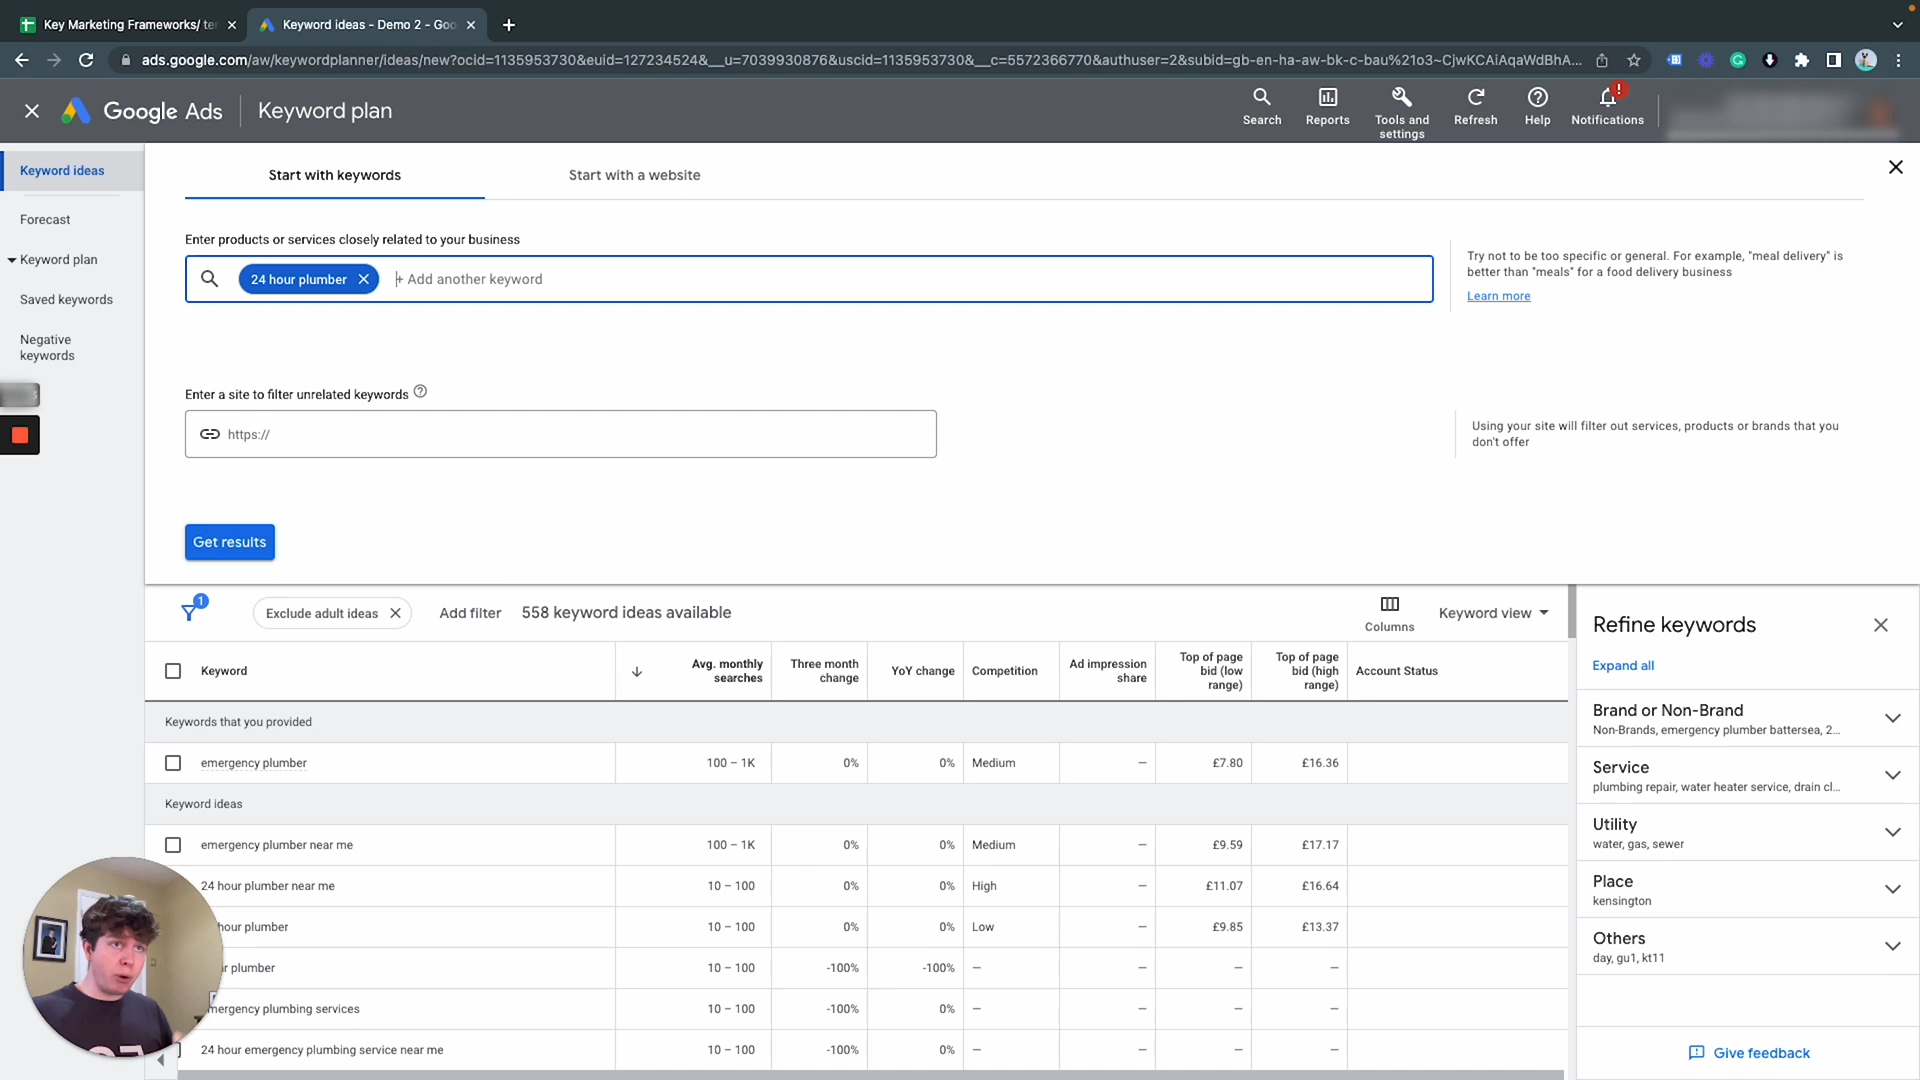 Key Marketing Frameworks/ te
Keyword ideas - Demo 2 - Goo
ads.google.com/aw/keywordplanner/ideas/new?ocid=1135953730&euid=127234524&__u=7039930876&uscid=1135953730&__c=5572366770&authuser=2&subid=gb-en-ha-aw-bk-c-bau%21o3~CjwKCAiAqaWdBhA...
Google Ads
Keyword plan
Search
Reports
Tools and
settings
Refresh
Help
!
Notifications
Keyword ideas
Forecast
Keyword plan
Saved keywords
Negative
keywords
Start with keywords
Start with a website
Enter products or services closely related to your business
24 hour plumber
+ Add another keyword
Try not to be too specific or general. For example, "meal delivery" is
better than "meals" for a food delivery business
Learn more
Enter a site to filter unrelated keywords
https://
Using your site will filter out services, products or brands that you
don't offer
Get results
1
Exclude adult ideas
Add filter
558 keyword ideas available
Columns
Keyword view
Keyword
Avg. monthly
searches
Three month
change
YoY change
Competition
Ad impression
share
Top of page
bid (low
range)
Top of page
bid (high
range)
Account Status
Keywords that you provided
emergency plumber 100 – 1K 0% 0% Medium — £7.80 £16.36
Keyword ideas
emergency plumber near me 100 – 1K 0% 0% Medium — £9.59 £17.17
24 hour plumber near me 10 – 100 0% 0% High — £11.07 £16.64
hour plumber 10 – 100 0% 0% Low — £9.85 £13.37
plumber 10 – 100 -100% -100% — — — —
emergency plumbing services 10 – 100 -100% 0% — — — —
24 hour emergency plumbing service near me 10 – 100 -100% 0% — — — —
Refine keywords
Expand all
Brand or Non-Brand
Non-Brands, emergency plumber battersea, 2...
Service
plumbing repair, water heater service, drain cl...
Utility
water, gas, sewer
Place
kensington
Others
day, gu1, kt11
Give feedback